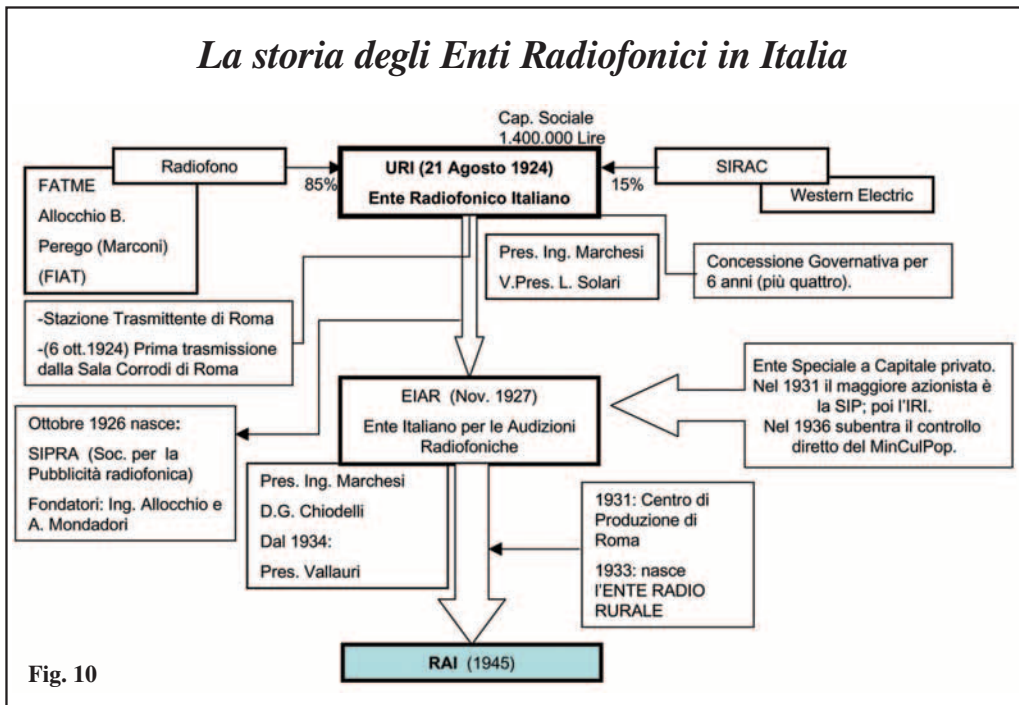 La storia degli Enti Radiofonici in Italia
Cap. Sociale
1.400.000 Lire
Radiofono
85%
URI (21 Agosto 1924)
Ente Radiofonico Italiano
15%
SIRAC
Western Electric
FATME
Allocchio B.
Perego (Marconi)
(FIAT)
Pres. Ing. Marchesi
V.Pres. L. Solari
Concessione Governativa per
6 anni (più quattro).
-Stazione Trasmittente di Roma
-(6 ott.1924) Prima trasmissione
dalla Sala Corrodi di Roma
EIAR (Nov. 1927)
Ente Italiano per le Audizioni
Radiofoniche
Ente Speciale a Capitale privato.
Nel 1931 il maggiore azionista è
la SIP; poi l'IRI.
Nel 1936 subentra il controllo
diretto del MinCulPop.
Ottobre 1926 nasce:
SIPRA (Soc. per la
Pubblicità radiofonica)
Fondatori: Ing. Allocchio e
A. Mondadori
Pres. Ing. Marchesi
D.G. Chiodelli
Dal 1934:
Pres. Vallauri
1931: Centro di
Produzione di
Roma
1933: nasce
l'ENTE RADIO
RURALE
RAI (1945)
Fig. 10